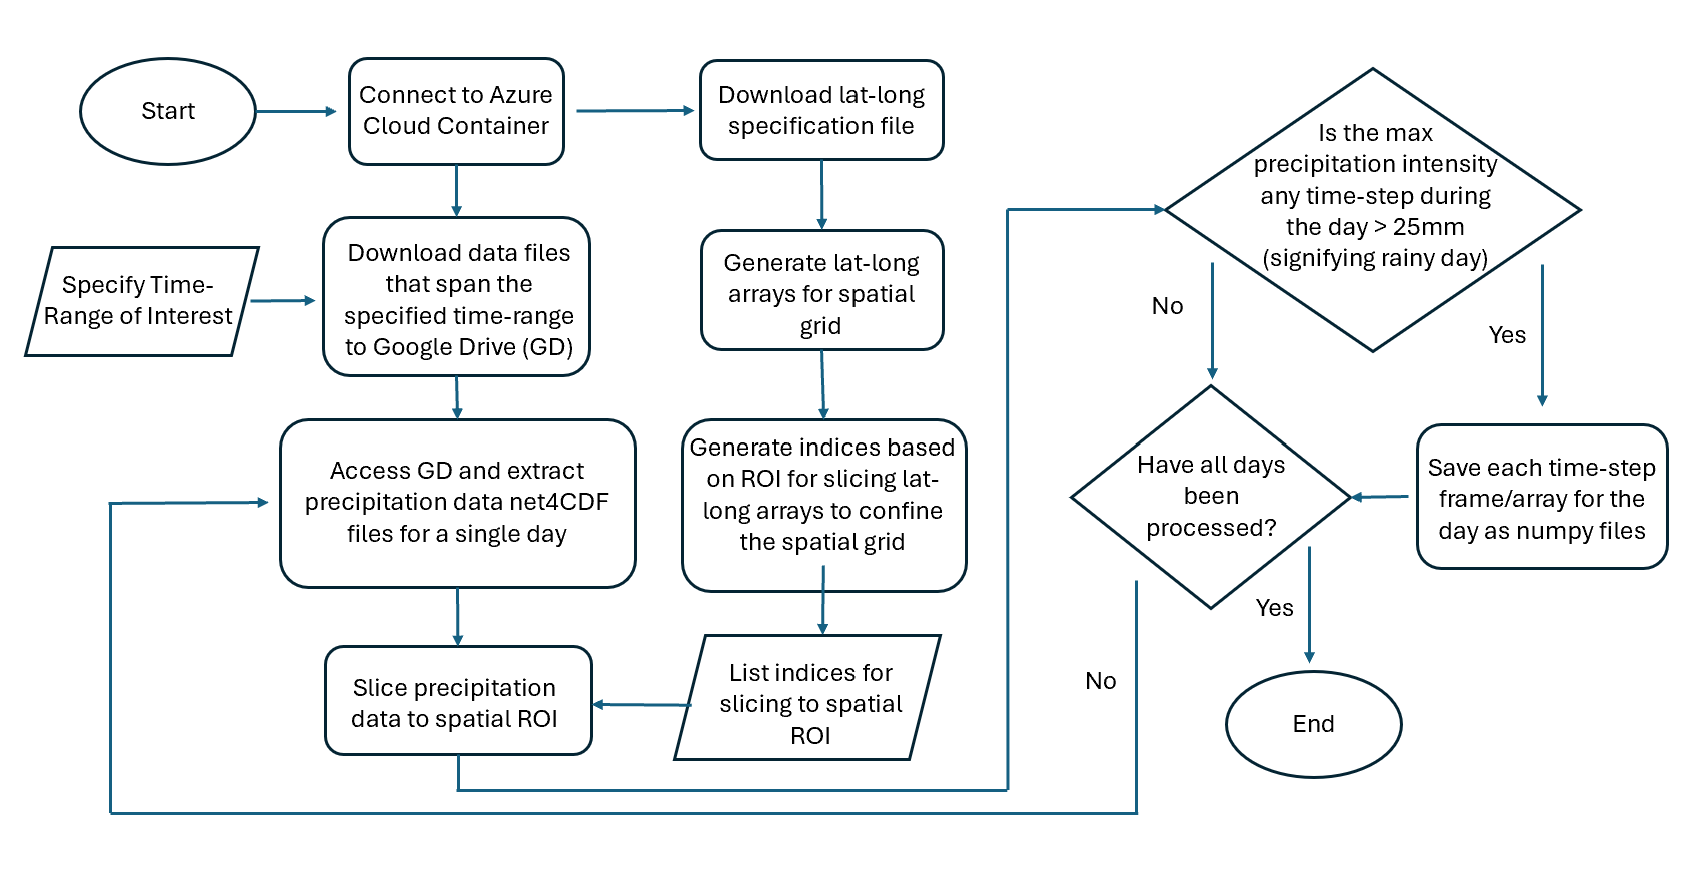 Start
Connect to Azure
Cloud Container
Download lat-long
specification file
Specify Time-
Range of Interest
Download data files
that span the
specified time-range
to Google Drive (GD)
Generate lat-long
arrays for spatial
grid
Access GD and extract
precipitation data net4CDF
files for a single day
Generate indices based
on ROI for slicing lat-
long arrays to confine
the spatial grid
Slice precipitation
data to spatial ROI
List indices for
slicing to spatial
ROI
Is the max
precipitation intensity
any time-step during
the day > 25mm
(signifying rainy day)
No
Yes
Have all days
been
processed?
Save each time-step
frame/array for the
day as numpy files
Yes
No
End